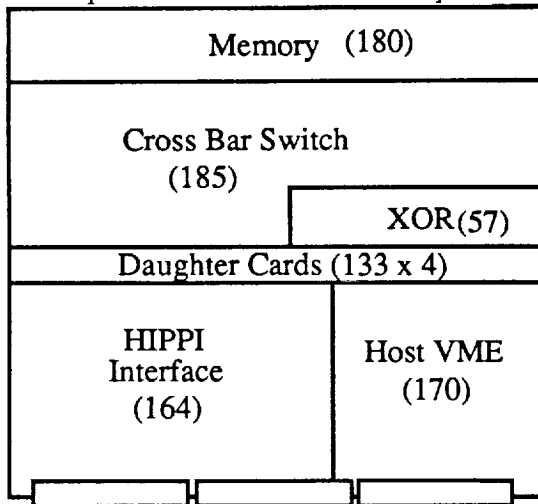 Memory (180)
Cross Bar Switch
(185)
XOR(57)
Daughter Cards (133 x 4)
HIPPI
Interface
(164)
Host VME
(170)